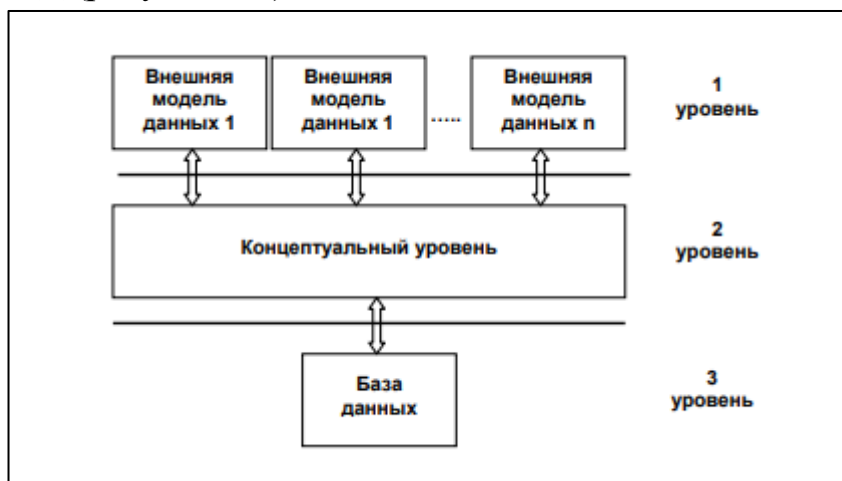 Внешняя
модель
данных 1
Внешняя
модель
данных 1
.....
Внешняя
модель
данных n
1
уровень
Концептуальный уровень
2
уровень
База
данных
3
уровень